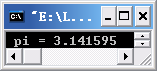 "E:\L...
pi = 3.141595